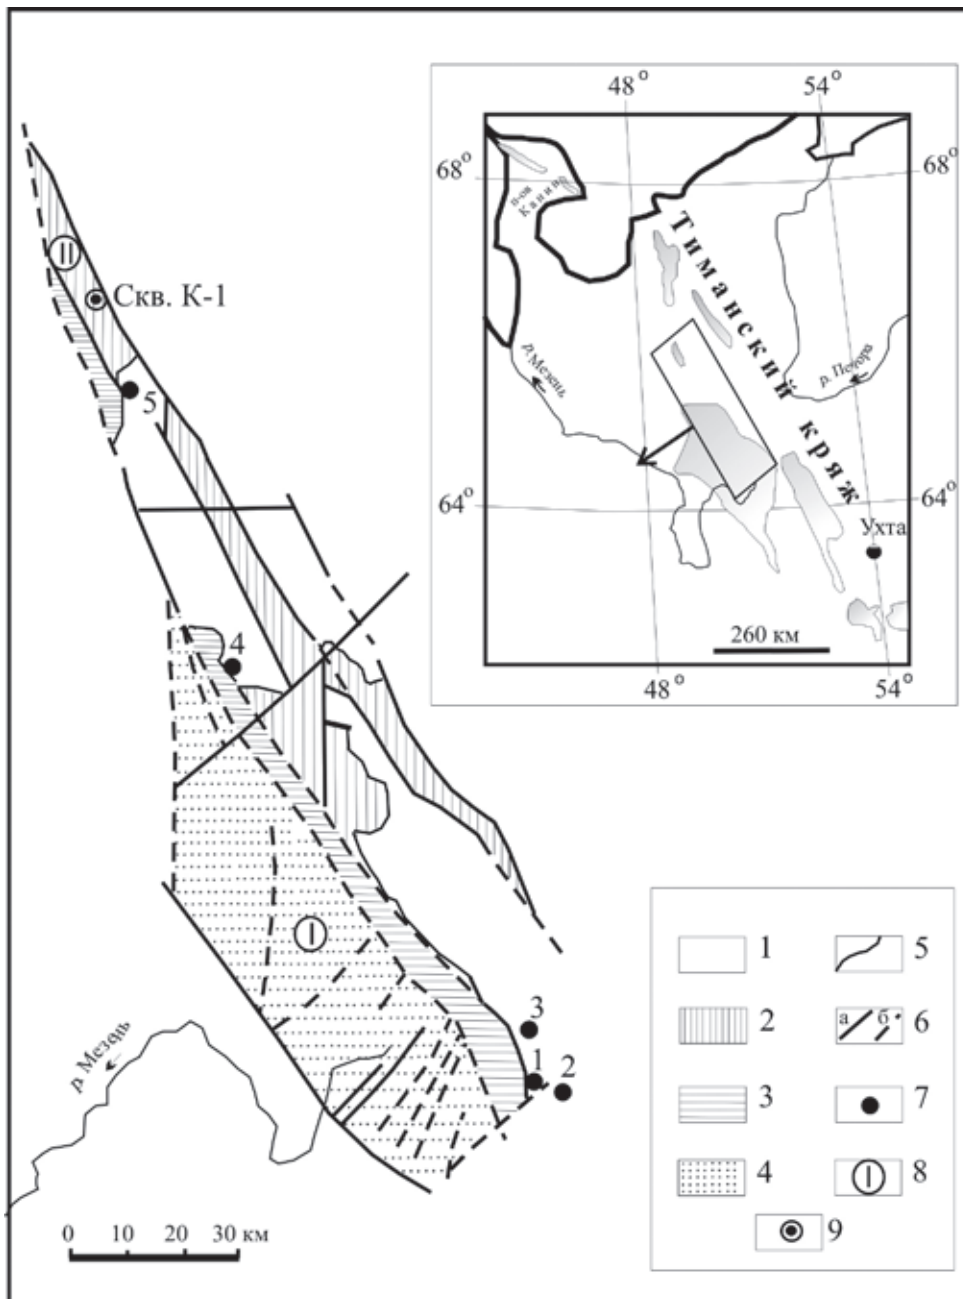 48°
54°
68°
68°
п-ов
Канин
Тиманский кряж
р. Мезень
р. Печора
64°
64°
Ухта
260 км
48°
54°
II
Скв. К-1
5
4
I
3
1
2
р. Мезень
0 10 20 30 км
1
5
2
а
б
6
3
7
4
I
8
9